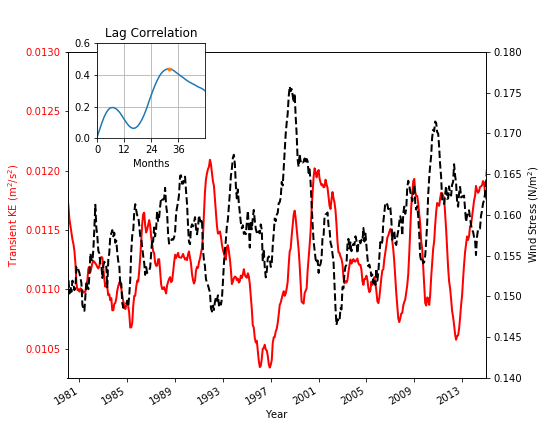 Lag Correlation
0.6
0.4
0.2
0.0
0 12 24 36
Months
0.0130
0.0120
0.0115
0.0110
0.0105
Transient KE (m²/s²)
0.180
0.175
0.170
0.165
0.160
0.155
0.150
0.145
0.140
Wind Stress (N/m²)
1981 1985 1989 1993 1997 2001 2005 2009 2013
Year